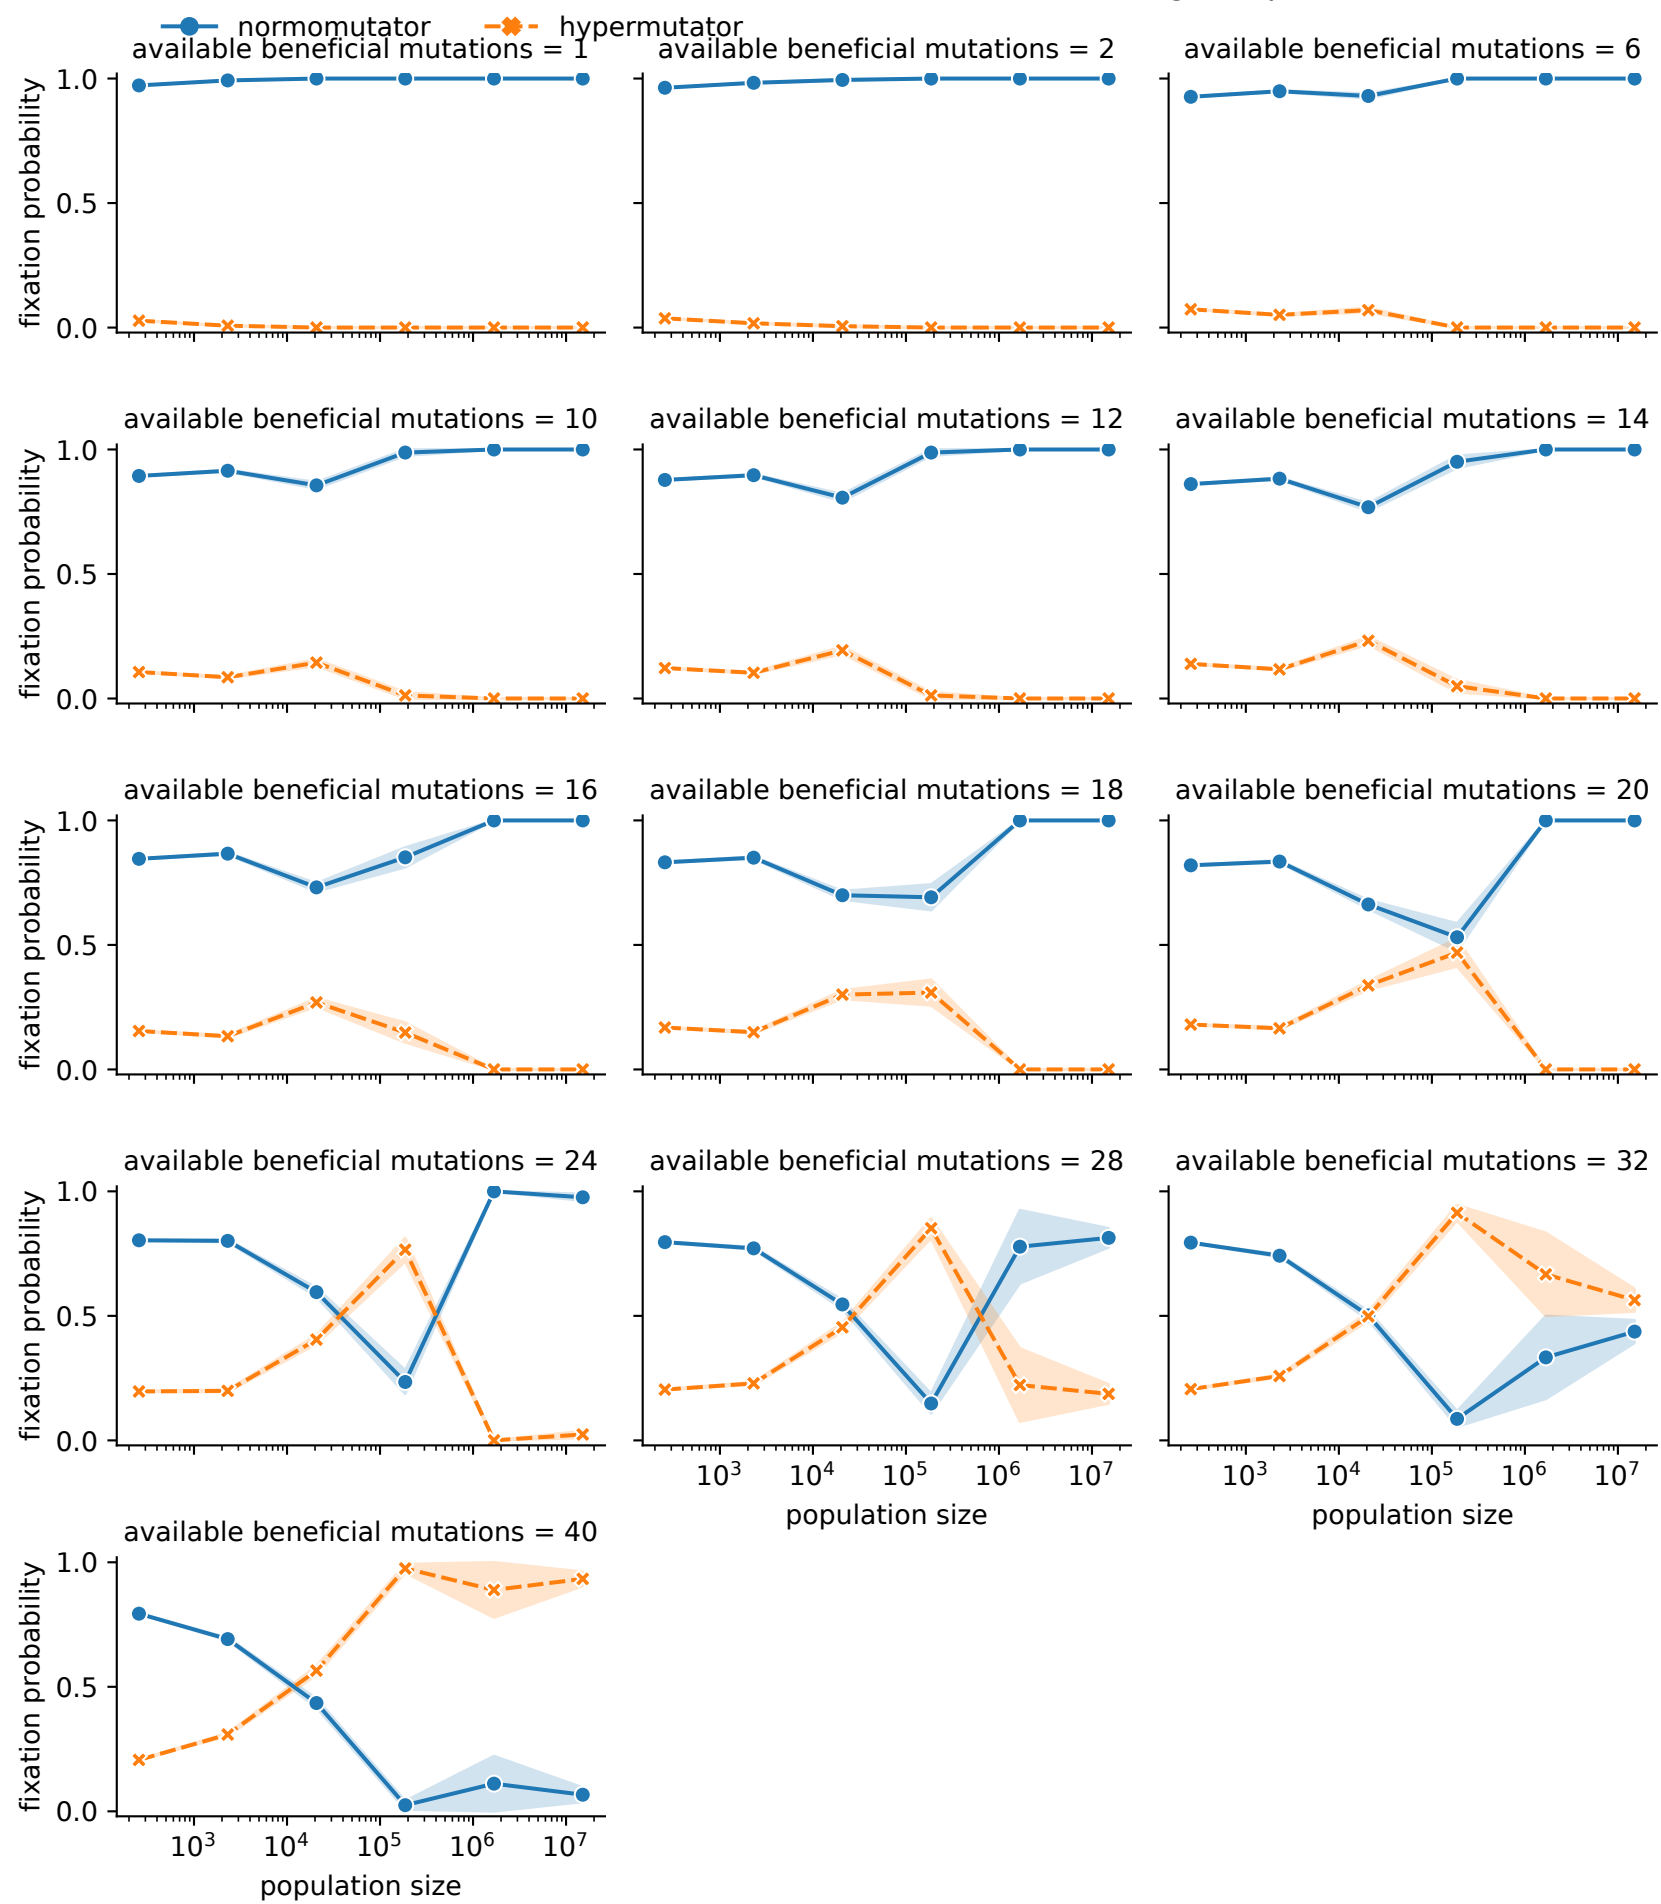 normomutator hypermutator
available beneficial mutations = 1 available beneficial mutations = 2 available beneficial mutations = 6
fixation probability
1.0
0.5
0.0
available beneficial mutations = 10 available beneficial mutations = 12 available beneficial mutations = 14
fixation probability
1.0
0.5
0.0
available beneficial mutations = 16 available beneficial mutations = 18 available beneficial mutations = 20
fixation probability
1.0
0.5
0.0
available beneficial mutations = 24 available beneficial mutations = 28 available beneficial mutations = 32
fixation probability
1.0
0.5
0.0
10³ 10⁴ 10⁵ 10⁶ 10⁷ 10³ 10⁴ 10⁵ 10⁶ 10⁷
population size population size
available beneficial mutations = 40
fixation probability
1.0
0.5
0.0
10³ 10⁴ 10⁵ 10⁶ 10⁷
population size